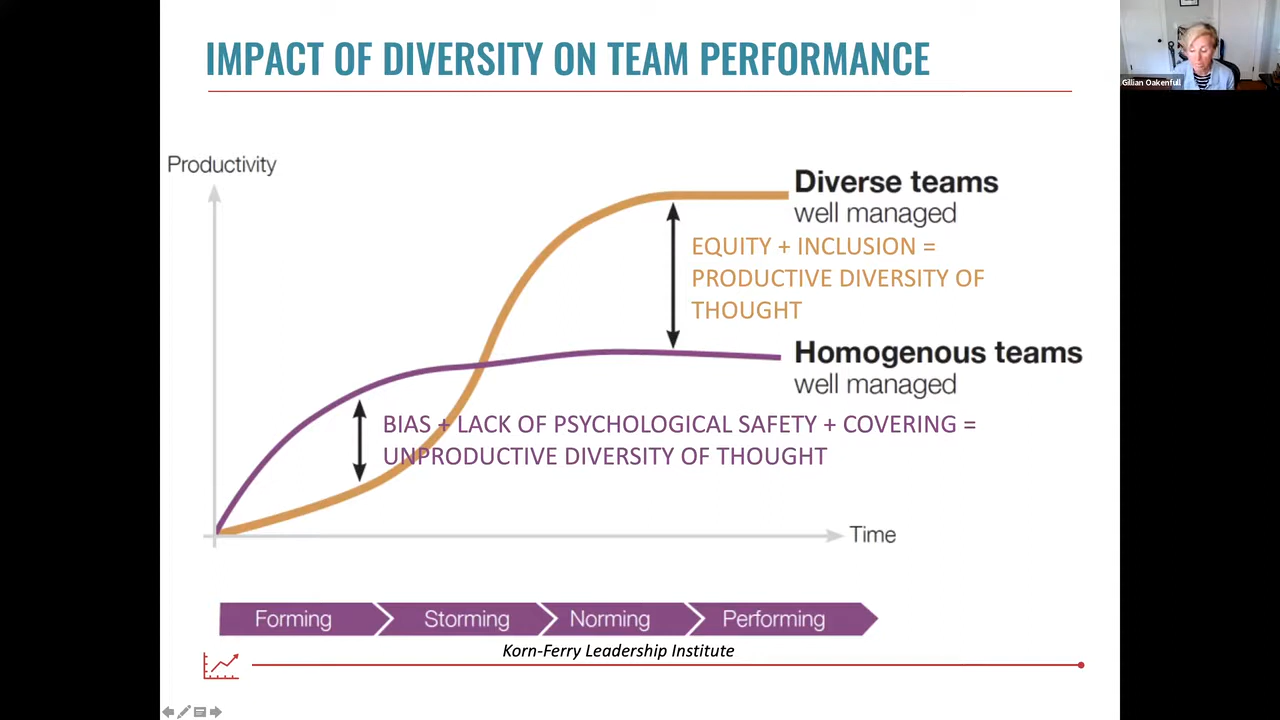 IMPACT OF DIVERSITY ON TEAM PERFORMANCE
Gillian Oakenfull
Productivity
Diverse teams
well managed
EQUITY + INCLUSION =
PRODUCTIVE DIVERSITY OF
THOUGHT
Homogenous teams
well managed
BIAS + LACK OF PSYCHOLOGICAL SAFETY + COVERING =
UNPRODUCTIVE DIVERSITY OF THOUGHT
Time
Forming Storming Norming Performing
Korn-Ferry Leadership Institute